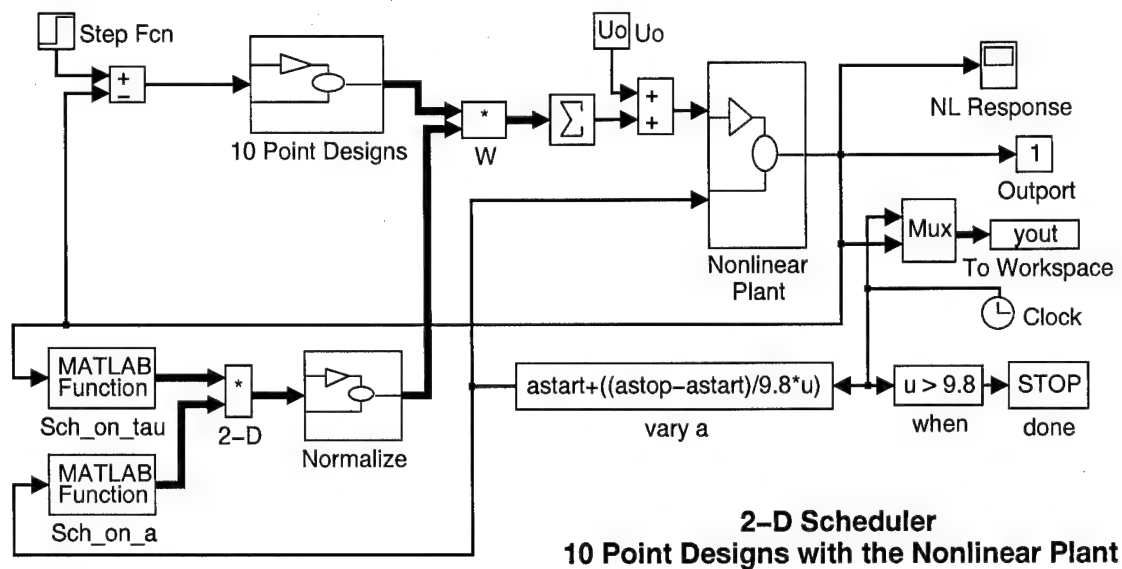 Step Fcn
+
−
10 Point Designs
*
W
Σ
Uo
Uo
+
+
Nonlinear
Plant
NL Response
1
Outport
Mux
yout
To Workspace
Clock
MATLAB
Function
Sch_on_tau
*
2−D
Normalize
astart+((astop−astart)/9.8*u)
vary a
u > 9.8
when
STOP
done
MATLAB
Function
Sch_on_a
2−D Scheduler
10 Point Designs with the Nonlinear Plant